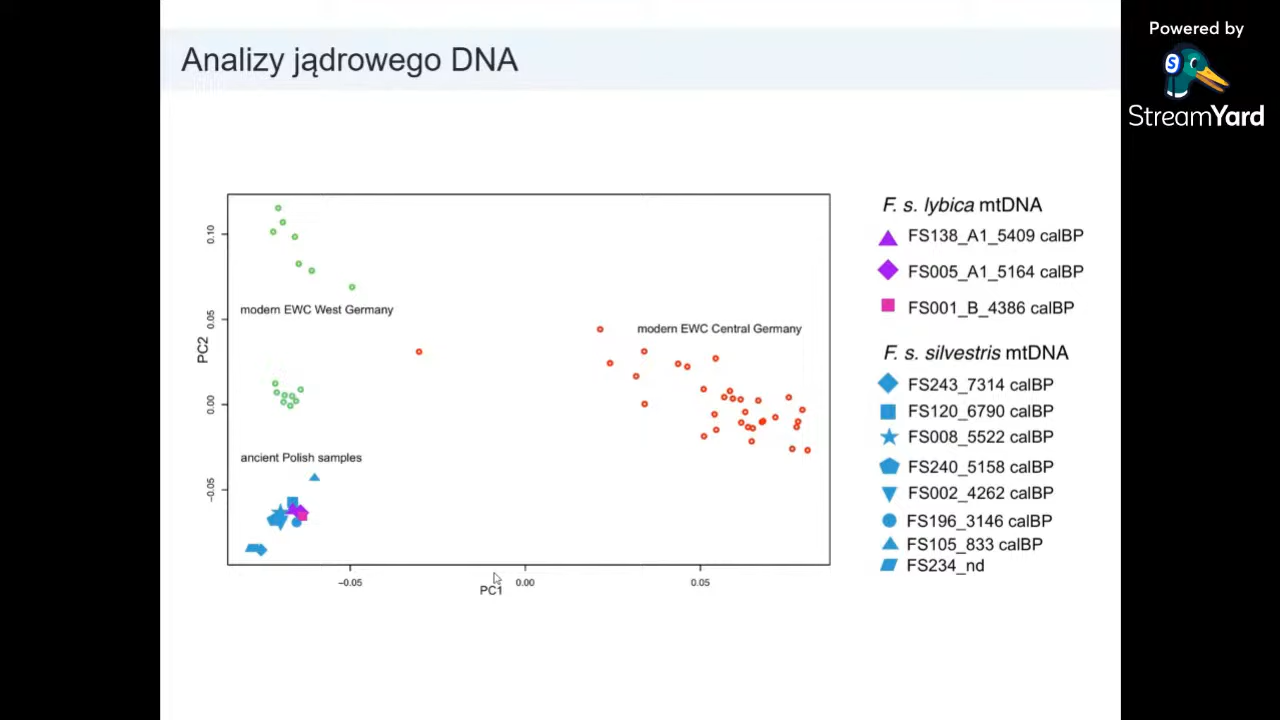 Powered by
StreamYard
Analizy jądrowego DNA
modern EWC West Germany
modern EWC Central Germany
ancient Polish samples
PC2
0.10
0.05
0.00
−0.05
−0.05
0.00
0.05
PC1
F. s. lybica mtDNA
FS138_A1_5409 calBP
FS005_A1_5164 calBP
FS001_B_4386 calBP
F. s. silvestris mtDNA
FS243_7314 calBP
FS120_6790 calBP
FS008_5522 calBP
FS240_5158 calBP
FS002_4262 calBP
FS196_3146 calBP
FS105_833 calBP
FS234_nd